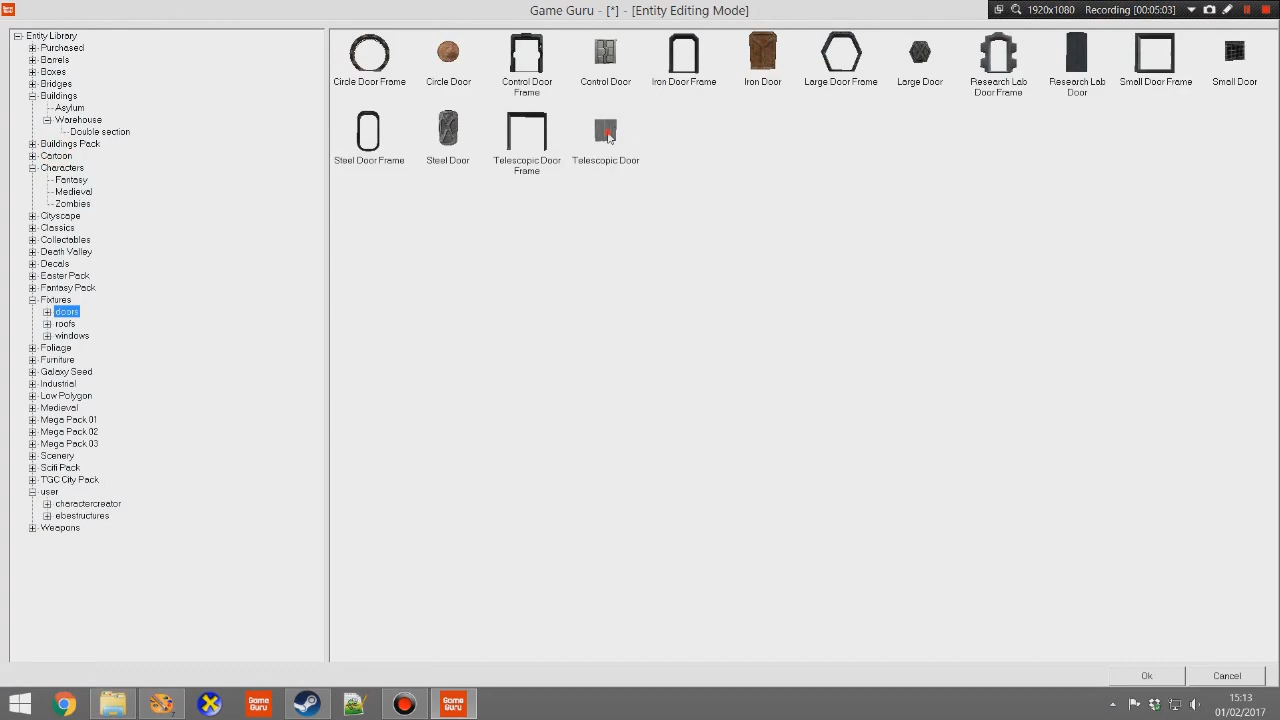 Game Guru - [*] - [Entity Editing Mode]
1920x1080
Recording [00:05:03]
Entity Library
Purchased
Barrels
Boxes
Bridges
Buildings
Asylum
Warehouse
Double section
Buildings Pack
Cartoon
Characters
Fantasy
Medieval
Zombies
Cityscape
Classics
Collectables
Death Valley
Decals
Easter Pack
Fantasy Pack
Fixtures
doors
roofs
windows
Foliage
Furniture
Galaxy Seed
Industrial
Low Polygon
Medieval
Mega Pack 01
Mega Pack 02
Mega Pack 03
Scenery
Scifi Pack
TGC City Pack
user
charactercreator
ebestructures
Weapons
Circle Door Frame
Circle Door
Control Door
Frame
Control Door
Iron Door Frame
Iron Door
Large Door Frame
Large Door
Research Lab
Door Frame
Research Lab
Door
Small Door Frame
Small Door
Steel Door Frame
Steel Door
Telescopic Door
Frame
Telescopic Door
Ok
Cancel
GAME
GURU
GAME
GURU
15:13
01/02/2017